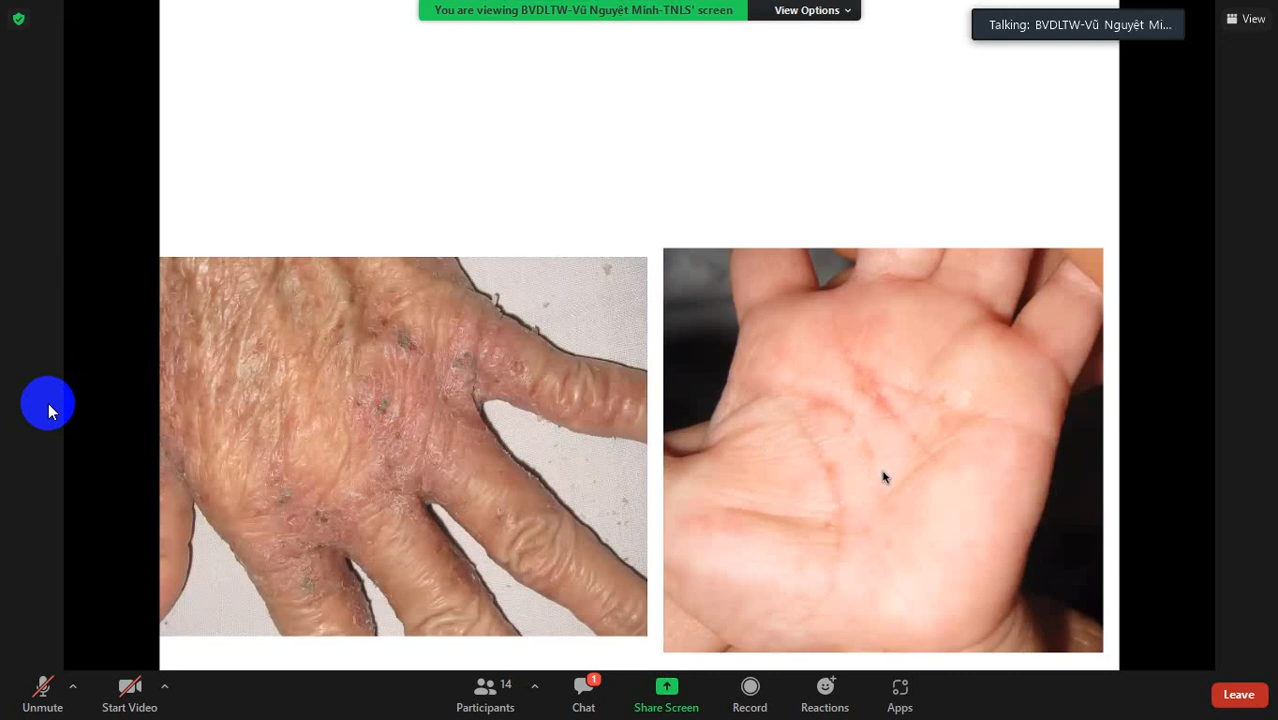 You are viewing BVDLTW-Vũ Nguyệt Minh-TNLS' screen
View Options
Talking: BVDLTW-Vũ Nguyệt Mi...
View
Unmute
Start Video
14
Participants
1
Chat
Share Screen
Record
Reactions
Apps
Leave